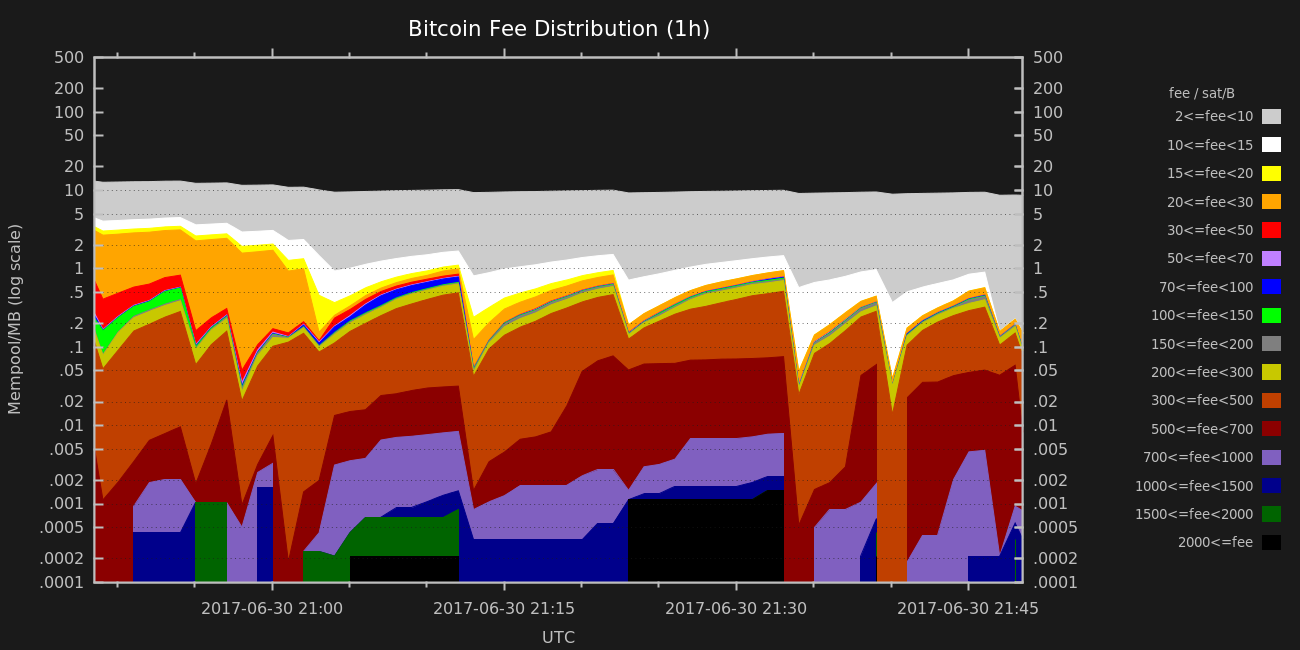 Bitcoin Fee Distribution (1h)
Mempool/MB (log scale)
500
200
100
50
20
10
5
2
1
.5
.2
.1
.05
.02
.01
.005
.002
.001
.0005
.0002
.0001
500
200
100
50
20
10
5
2
1
.5
.2
.1
.05
.02
.01
.005
.002
.001
.0005
.0002
.0001
2017-06-30 21:00
2017-06-30 21:15
2017-06-30 21:30
2017-06-30 21:45
UTC
fee / sat/B
2<=fee<10
10<=fee<15
15<=fee<20
20<=fee<30
30<=fee<50
50<=fee<70
70<=fee<100
100<=fee<150
150<=fee<200
200<=fee<300
300<=fee<500
500<=fee<700
700<=fee<1000
1000<=fee<1500
1500<=fee<2000
2000<=fee